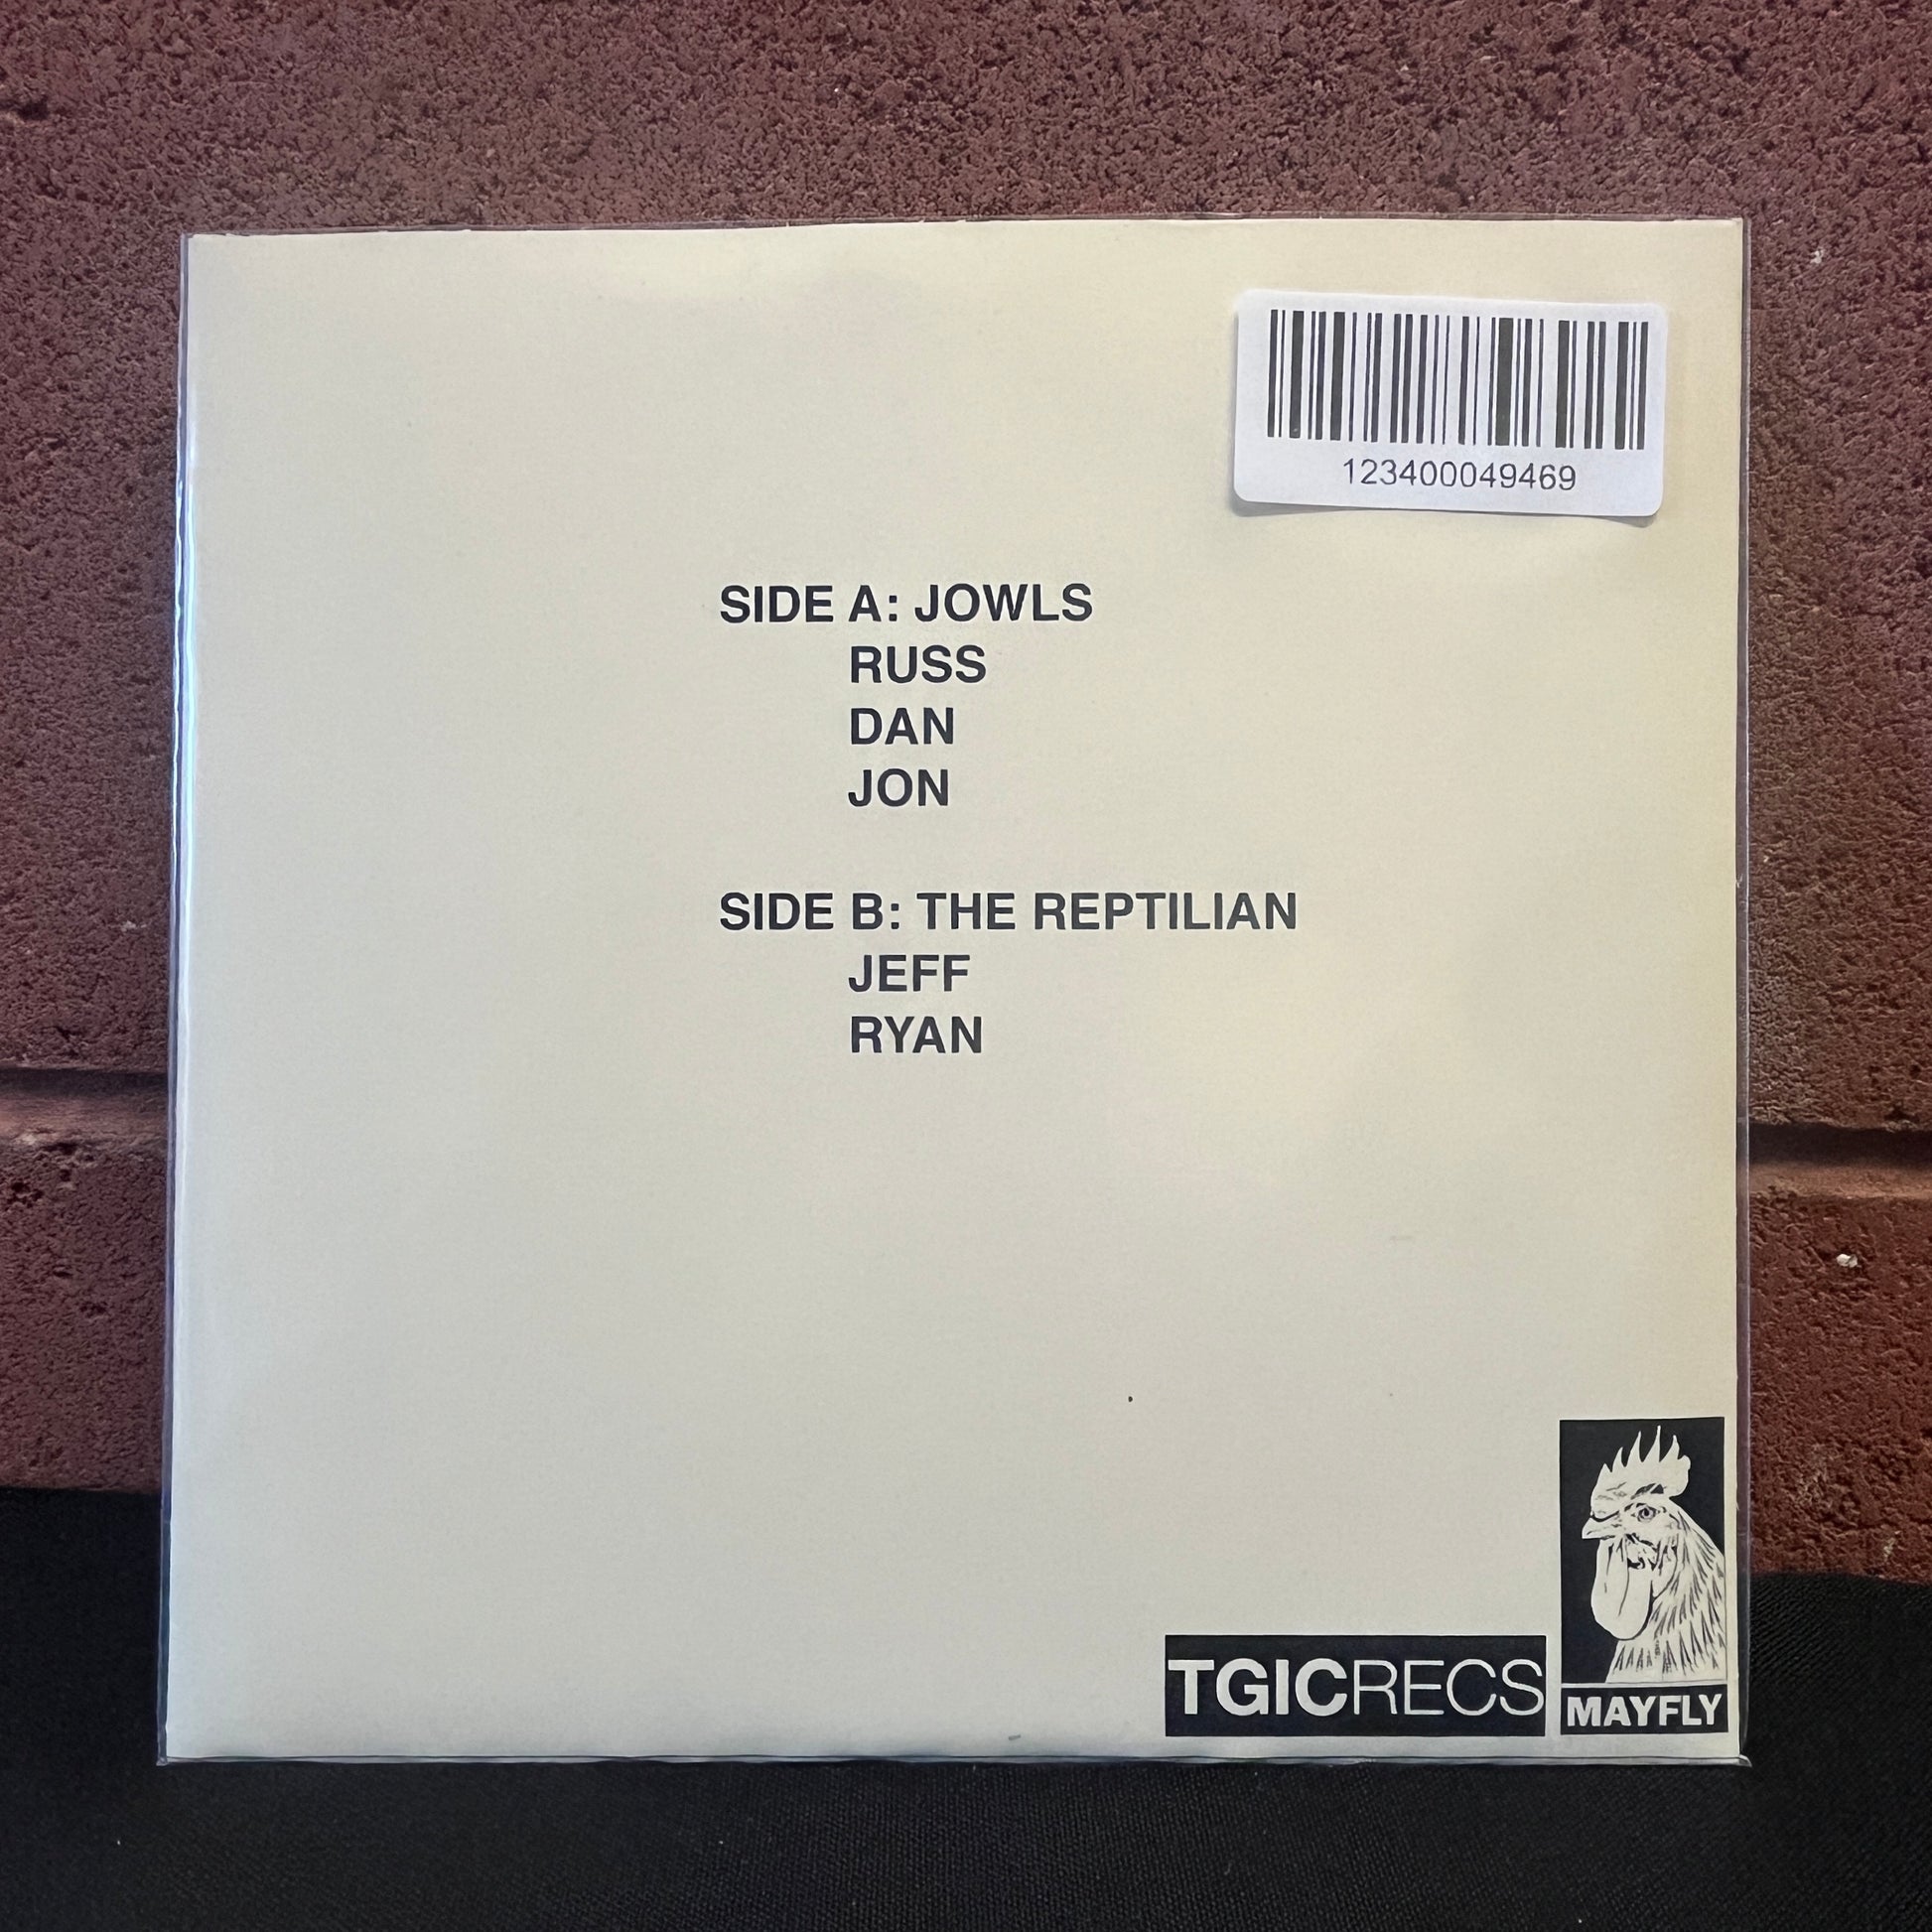 123400049469
SIDE A: JOWLS
RUSS
DAN
JON
SIDE B: THE REPTILIAN
JEFF
RYAN
TGICRECS
MAYFLY